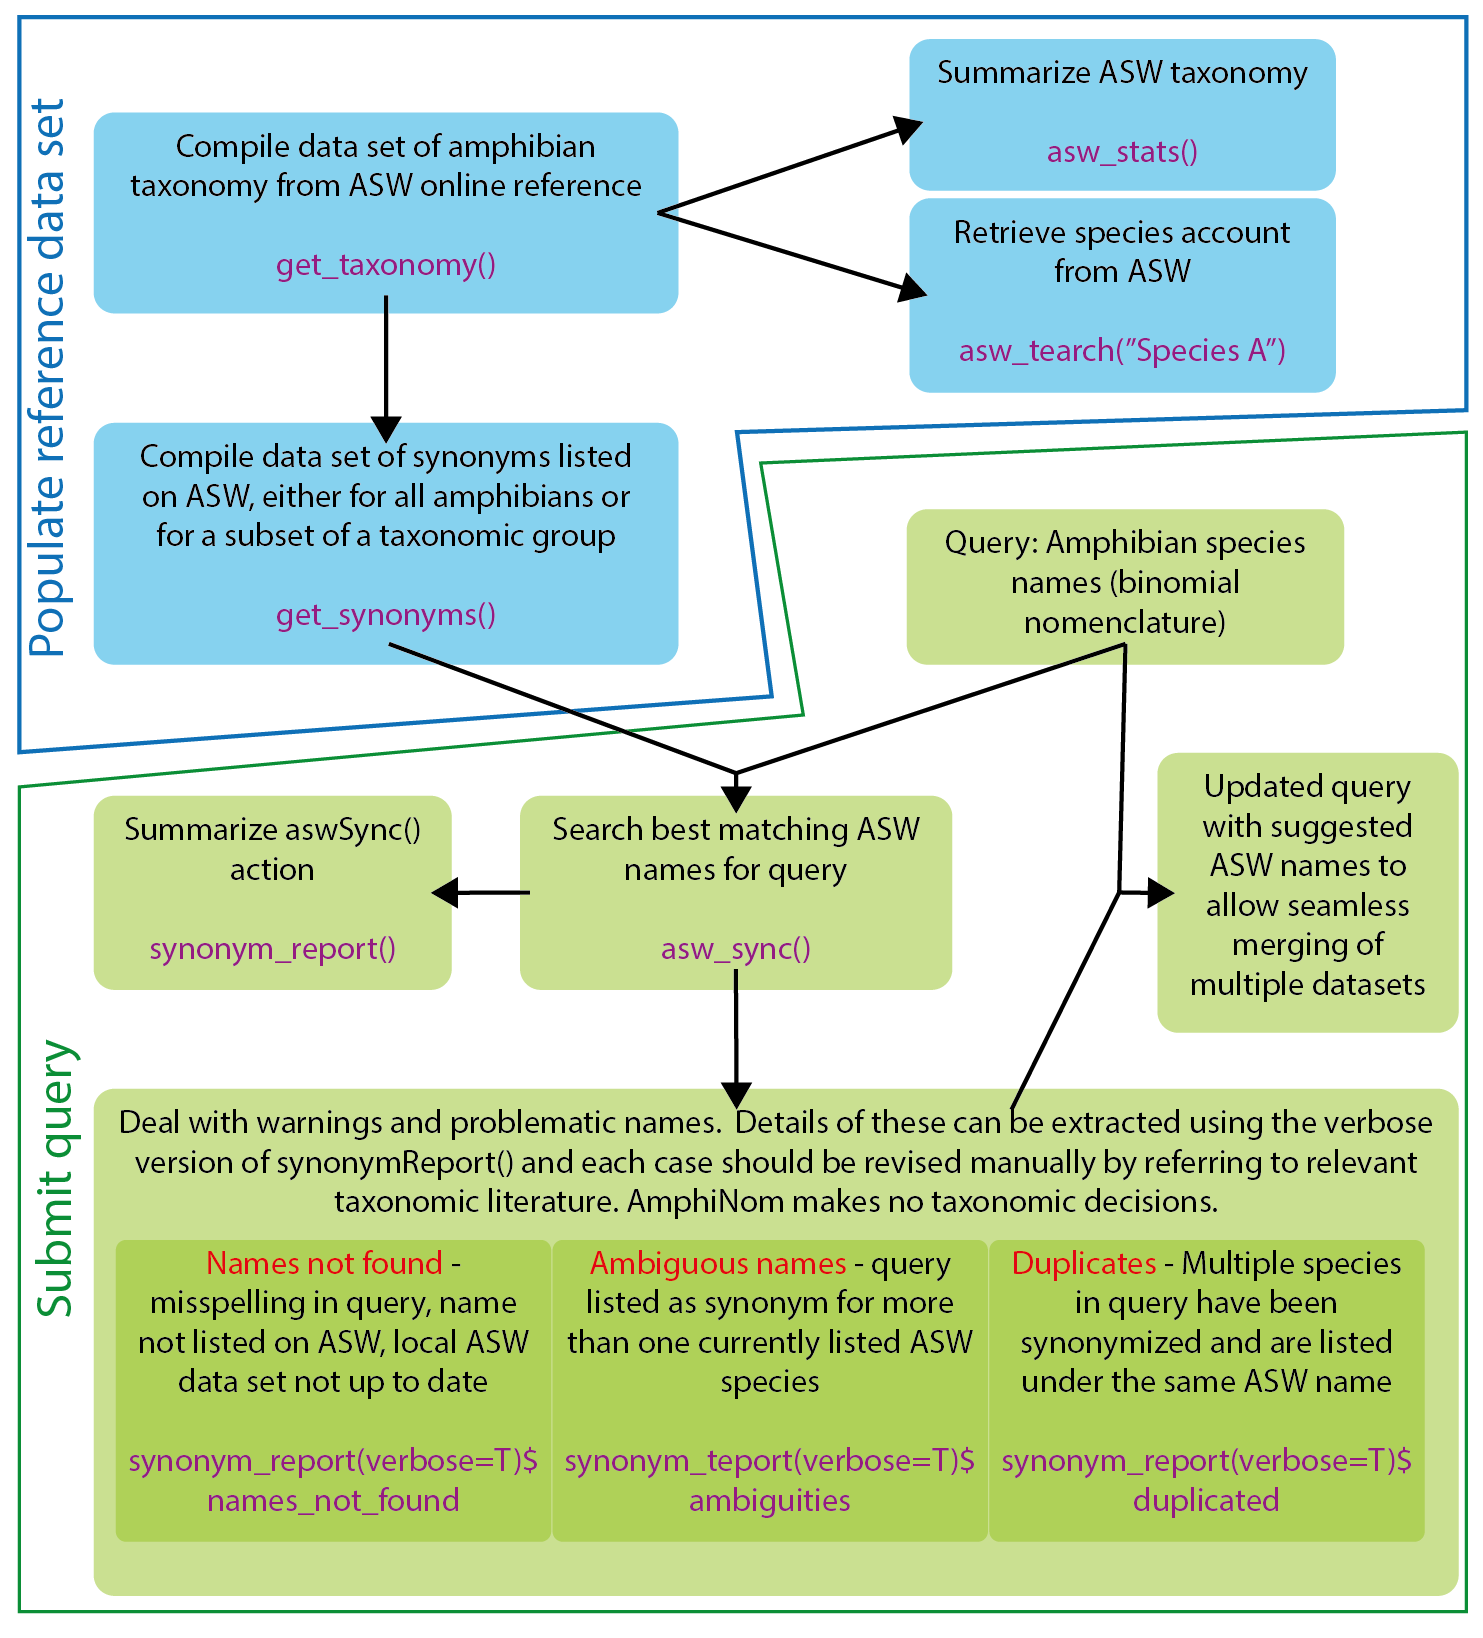 Populate reference data set
Compile data set of amphibian
taxonomy from ASW online reference
get_taxonomy()
Summarize ASW taxonomy
asw_stats()
Retrieve species account
from ASW
asw_tearch(”Species A”)
Compile data set of synonyms listed
on ASW, either for all amphibians or
for a subset of a taxonomic group
get_synonyms()
Submit query
Query: Amphibian species
names (binomial
nomenclature)
Summarize aswSync()
action
synonym_report()
Search best matching ASW
names for query
asw_sync()
Updated query
with suggested
ASW names to
allow seamless
merging of
multiple datasets
Deal with warnings and problematic names.  Details of these can be extracted using the verbose
version of synonymReport() and each case should be revised manually by referring to relevant
taxonomic literature. AmphiNom makes no taxonomic decisions.
Names not found -
misspelling in query, name
not listed on ASW, local ASW
data set not up to date
synonym_report(verbose=T)$
names_not_found
Ambiguous names - query
listed as synonym for more
than one currently listed ASW
species
synonym_teport(verbose=T)$
ambiguities
Duplicates - Multiple species
in query have been
synonymized and are listed
under the same ASW name
synonym_report(verbose=T)$
duplicated